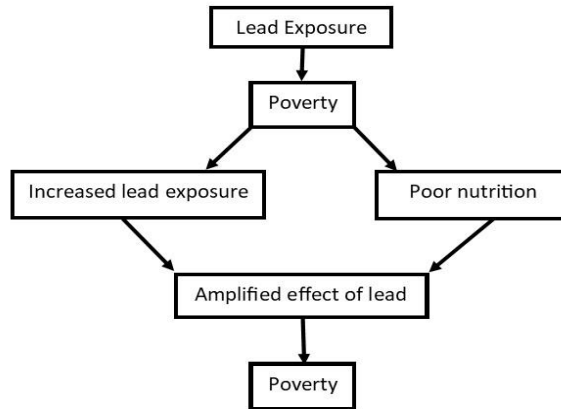 Lead Exposure
Poverty
Increased lead exposure
Poor nutrition
Amplified effect of lead
Poverty